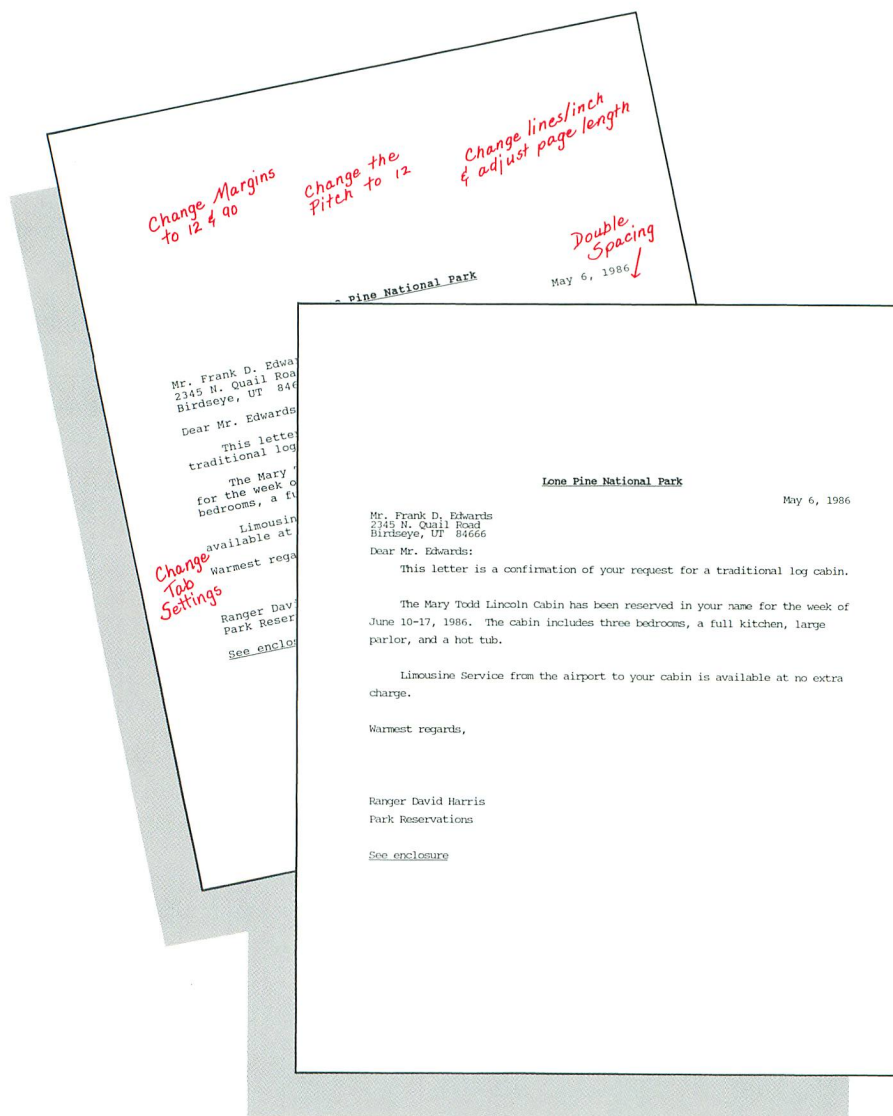 Change Margins
to 12 & 90
Change the
Pitch to 12
Change lines/inch
& adjust page length
Double
Spacing
Pine National Park
May 6, 1986
Mr. Frank D. Edwa
2345 N. Quail Roa
Birdseye, UT 846
Dear Mr. Edwards
This lette
traditional log
The Mary
for the week o
bedrooms, a fu
Limousin
available at
Warmest rega
Change
Tab
Settings
Ranger Davi
Park Reser
See enclo
Lone Pine National Park
May 6, 1986
Mr. Frank D. Edwards
2345 N. Quail Road
Birdseye, UT 84666
Dear Mr. Edwards:
This letter is a confirmation of your request for a traditional log cabin.
The Mary Todd Lincoln Cabin has been reserved in your name for the week of
June 10-17, 1986. The cabin includes three bedrooms, a full kitchen, large
parlor, and a hot tub.
Limousine Service from the airport to your cabin is available at no extra
charge.
Warmest regards,
Ranger David Harris
Park Reservations
See enclosure